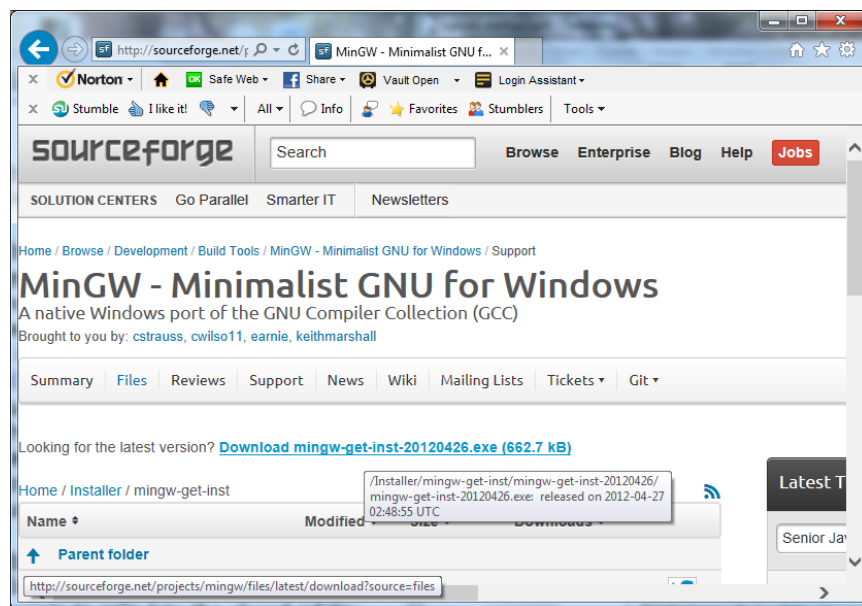 http://sourceforge.net/p
MinGW - Minimalist GNU f...
Norton
Safe Web
Share
Vault Open
Login Assistant
Stumble I like it! All Info Favorites Stumblers Tools
sourceforge
Search
Browse Enterprise Blog Help Jobs
SOLUTION CENTERS Go Parallel Smarter IT Newsletters
Home / Browse / Development / Build Tools / MinGW - Minimalist GNU for Windows / Support
MinGW - Minimalist GNU for Windows
A native Windows port of the GNU Compiler Collection (GCC)
Brought to you by: cstrauss, cwilso11, earnie, keithmarshall
Summary Files Reviews Support News Wiki Mailing Lists Tickets Git
Looking for the latest version? Download mingw-get-inst-20120426.exe (662.7 kB)
/Installer/mingw-get-inst/mingw-get-inst-20120426/
mingw-get-inst-20120426.exe: released on 2012-04-27
02:48:55 UTC
Home / Installer / mingw-get-inst
Latest T
Name Modified Size Downloads
Senior Jav
Parent folder
http://sourceforge.net/projects/mingw/files/latest/download?source=files